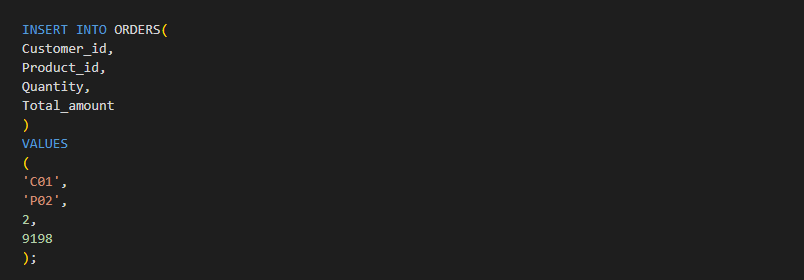 INSERT INTO ORDERS(
Customer_id,
Product_id,
Quantity,
Total_amount
)
VALUES
(
'C01',
'P02',
2,
9198
);